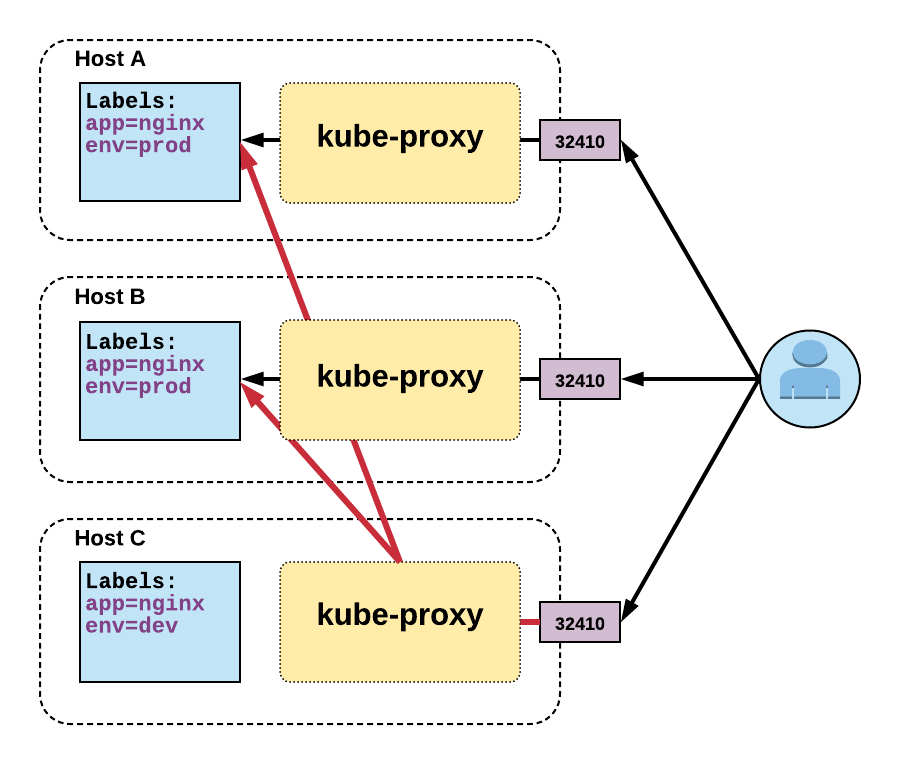 Host A
Labels:
app=nginx
env=prod
kube-proxy
32410
Host B
Labels:
app=nginx
env=prod
kube-proxy
32410
Host C
Labels:
app=nginx
env=dev
kube-proxy
32410